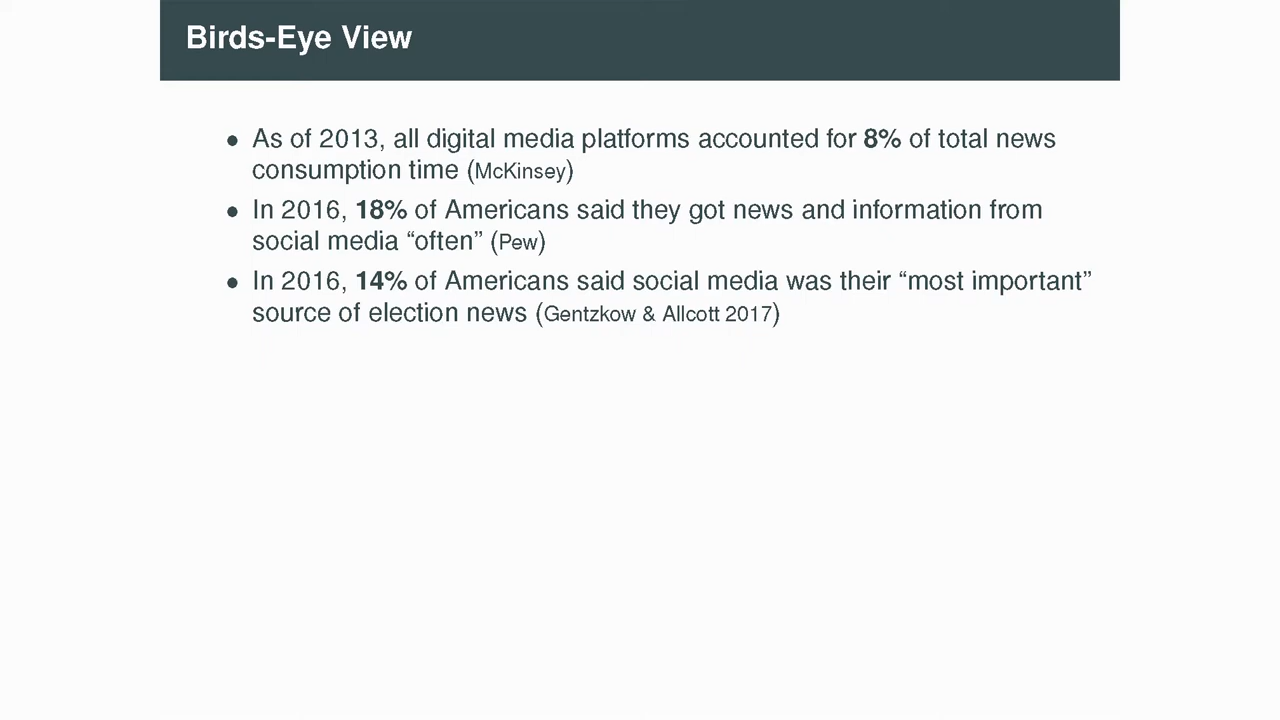 Birds-Eye View
• As of 2013, all digital media platforms accounted for 8% of total news
consumption time (McKinsey)
• In 2016, 18% of Americans said they got news and information from
social media “often” (Pew)
• In 2016, 14% of Americans said social media was their “most important”
source of election news (Gentzkow & Allcott 2017)